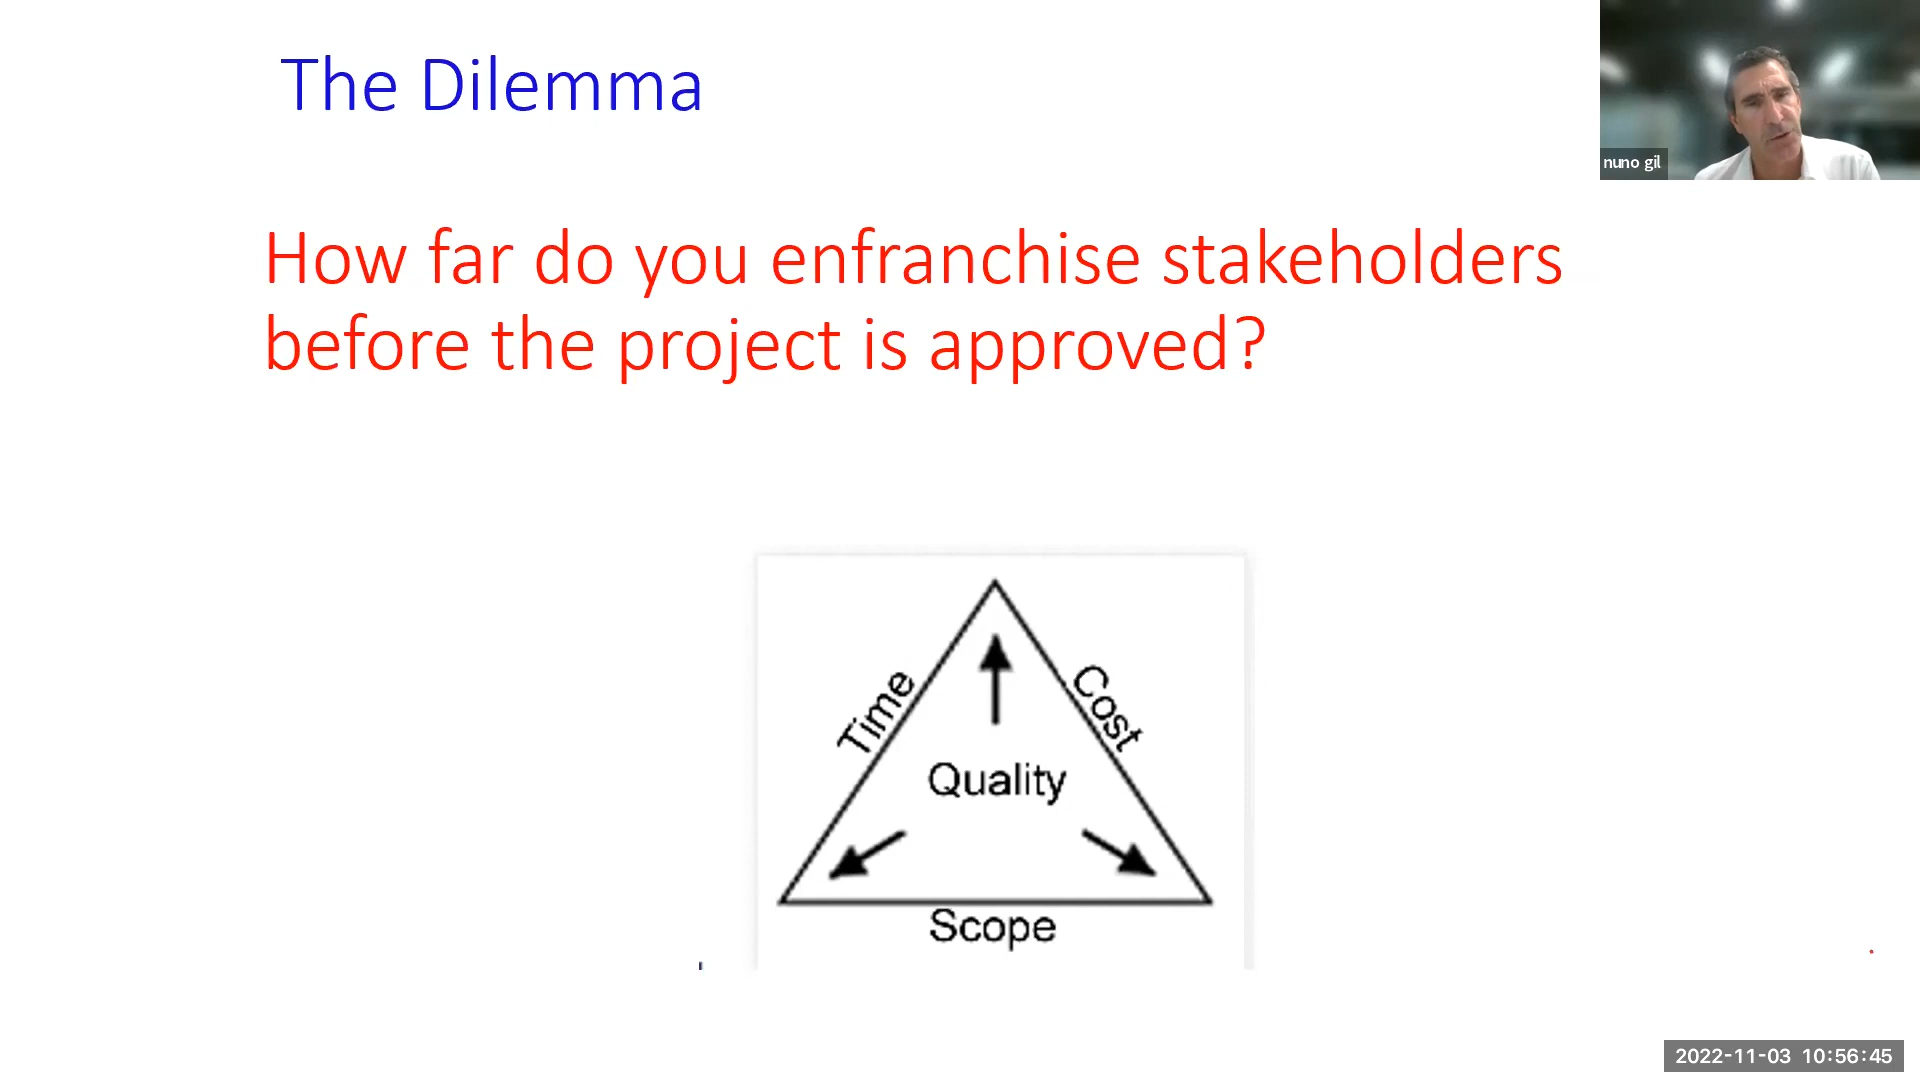 The Dilemma
nuno gil
How far do you enfranchise stakeholders
before the project is approved?
Time
Cost
Quality
Scope
2022-11-03 10:56:45